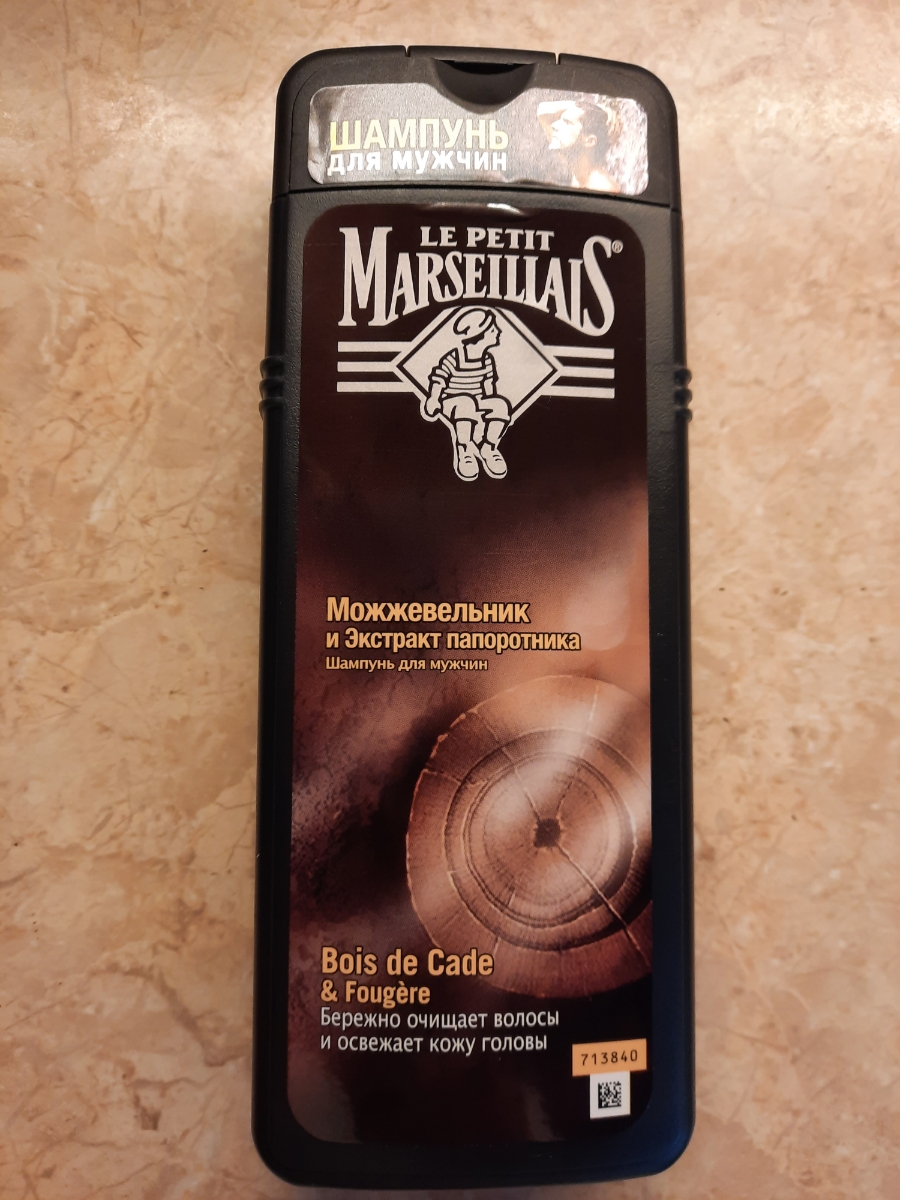 ШАМПУНЬ
ДЛЯ МУЖЧИН
LE PETIT
MARSEILLAIS®
Можжевельник
и Экстракт папоротника
Шампунь для мужчин
Bois de Cade
& Fougère
Бережно очищает волосы
и освежает кожу головы
713840